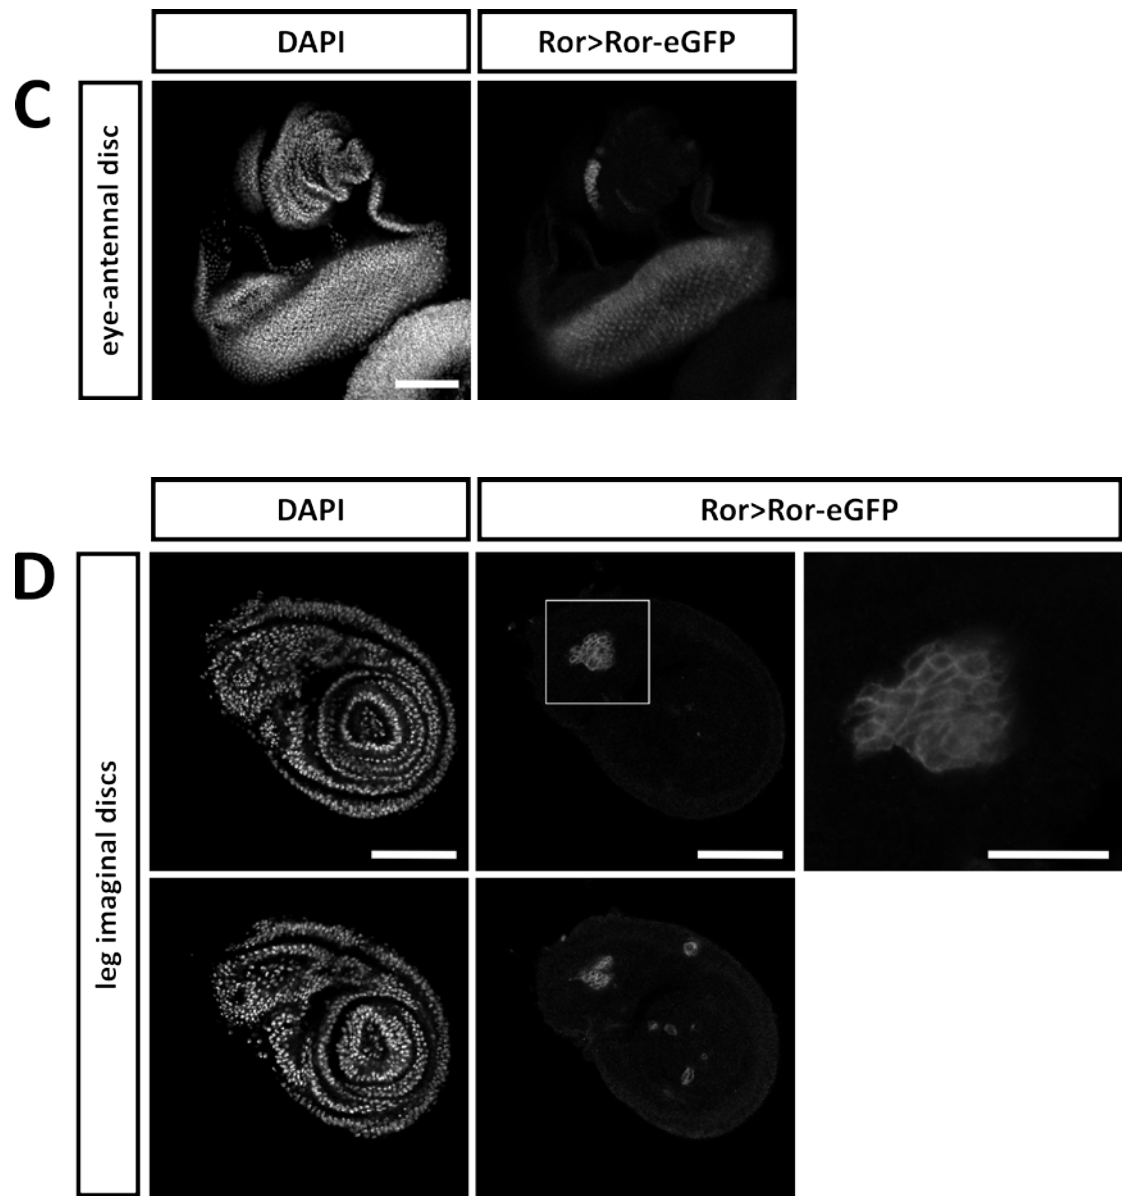 DAPI
Ror>Ror-eGFP
C
eye-antennal disc
DAPI
Ror>Ror-eGFP
D
leg imaginal discs